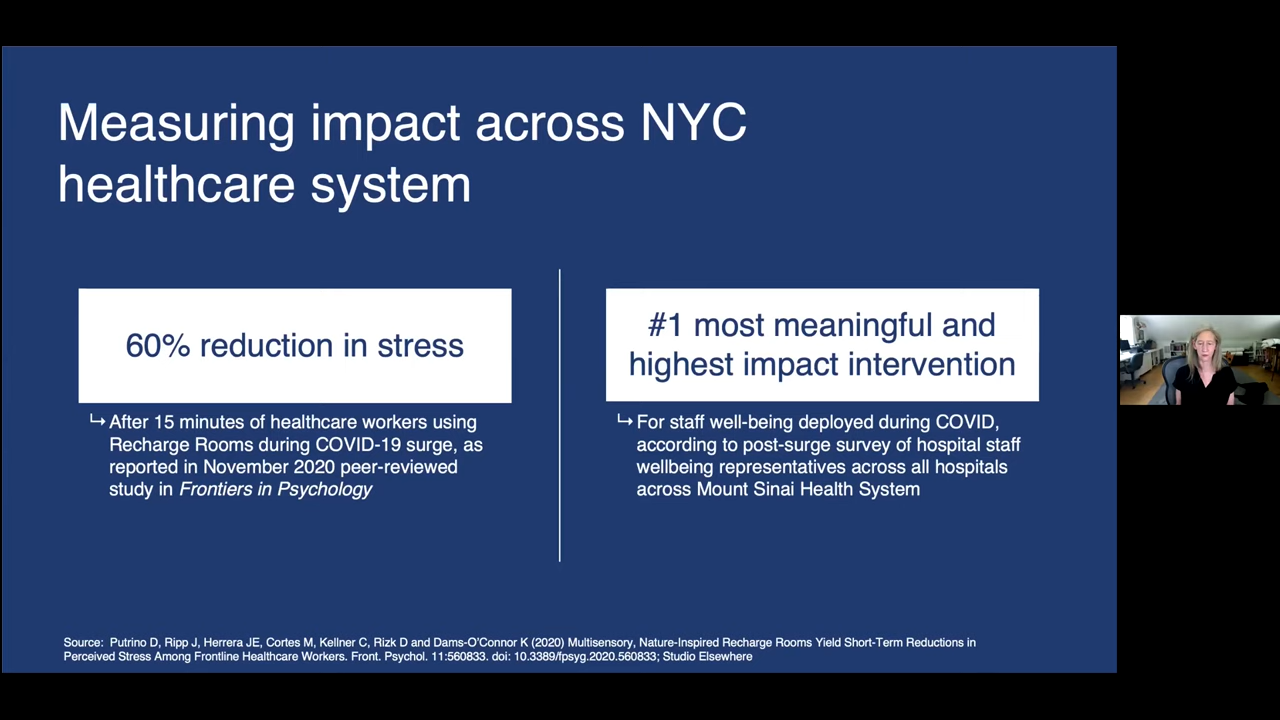 Measuring impact across NYC
healthcare system
60% reduction in stress
↳ After 15 minutes of healthcare workers using
Recharge Rooms during COVID-19 surge, as
reported in November 2020 peer-reviewed
study in Frontiers in Psychology
#1 most meaningful and
highest impact intervention
↳ For staff well-being deployed during COVID,
according to post-surge survey of hospital staff
wellbeing representatives across all hospitals
across Mount Sinai Health System
Source: Putrino D, Ripp J, Herrera JE, Cortes M, Kellner C, Rizk D and Dams-O'Connor K (2020) Multisensory, Nature-Inspired Recharge Rooms Yield Short-Term Reductions in
Perceived Stress Among Frontline Healthcare Workers. Front. Psychol. 11:560833. doi: 10.3389/fpsyg.2020.560833; Studio Elsewhere